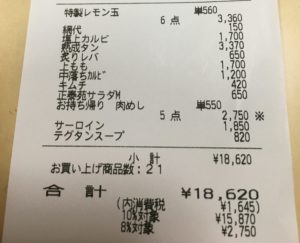 特製レモン玉 単560
6 点 3,360
網代 150
塩上カルビ 1,700
熟成タン 3,370
炙りレバ 650
上もも 1,700
中落ちカルビ 1,200
キムチ 420
正泰苑サラダM 650
お持ち帰り 肉めし 単550
5 点 2,750 ※
サーロイン 1,850
テグタンスープ 820
小 計 ¥18,620
お買い上げ商品数:21
合 計 ¥18,620
(内消費税 ¥1,645)
10%対象 ¥15,870
8%対象 ¥2,750